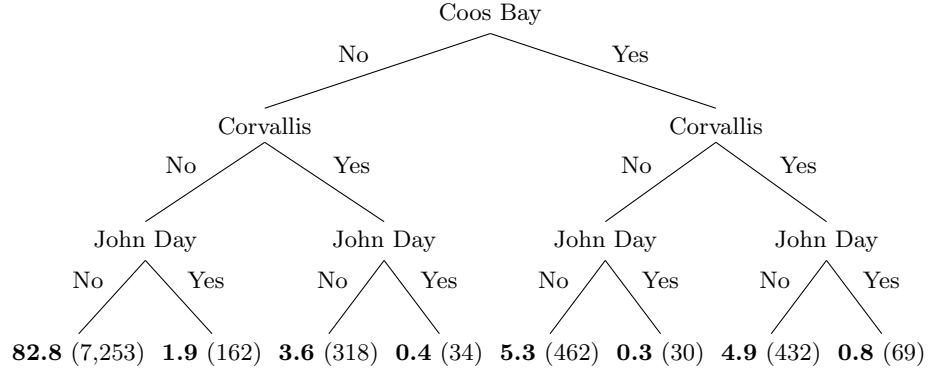 Coos Bay
No Yes
Corvallis Corvallis
No Yes No Yes
John Day John Day John Day John Day
No Yes No Yes No Yes No Yes
82.8 (7,253) 1.9 (162) 3.6 (318) 0.4 (34) 5.3 (462) 0.3 (30) 4.9 (432) 0.8 (69)